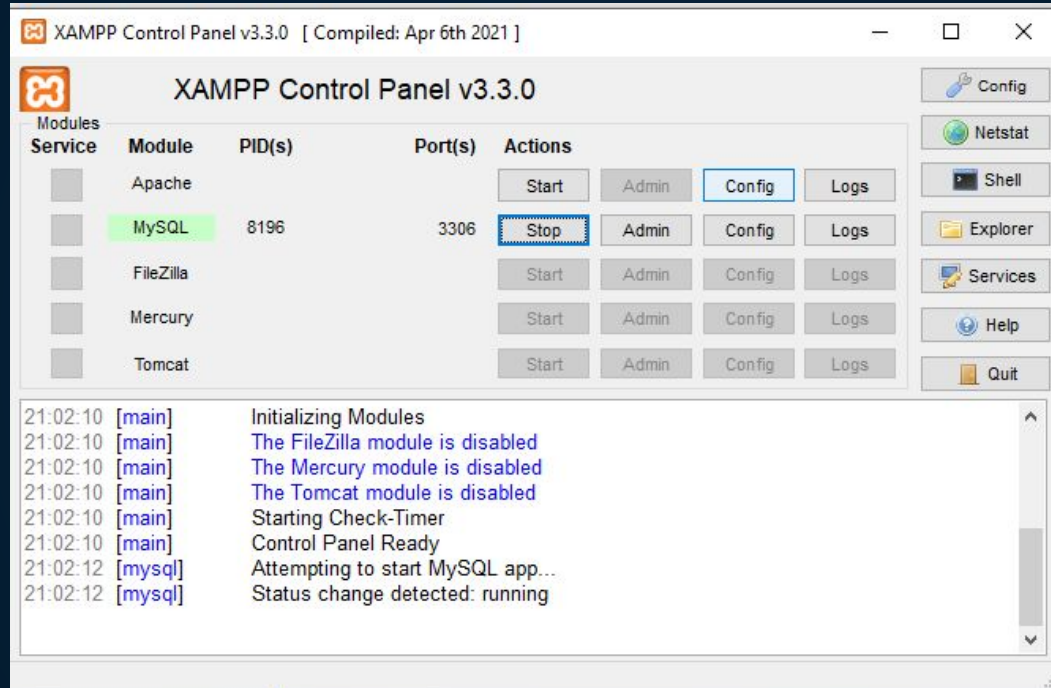 XAMPP Control Panel v3.3.0 [ Compiled: Apr 6th 2021 ]
XAMPP Control Panel v3.3.0
Config
Modules
Service Module PID(s) Port(s) Actions
Netstat
Apache Start Admin Config Logs
Shell
MySQL 8196 3306 Stop Admin Config Logs
Explorer
FileZilla Start Admin Config Logs
Services
Mercury Start Admin Config Logs
Help
Tomcat Start Admin Config Logs
Quit
21:02:10 [main] Initializing Modules
21:02:10 [main] The FileZilla module is disabled
21:02:10 [main] The Mercury module is disabled
21:02:10 [main] The Tomcat module is disabled
21:02:10 [main] Starting Check-Timer
21:02:10 [main] Control Panel Ready
21:02:12 [mysql] Attempting to start MySQL app...
21:02:12 [mysql] Status change detected: running